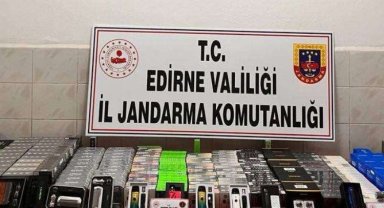 T.C.
EDİRNE VALİLİĞİ
İL JANDARMA KOMUTANLIĞI